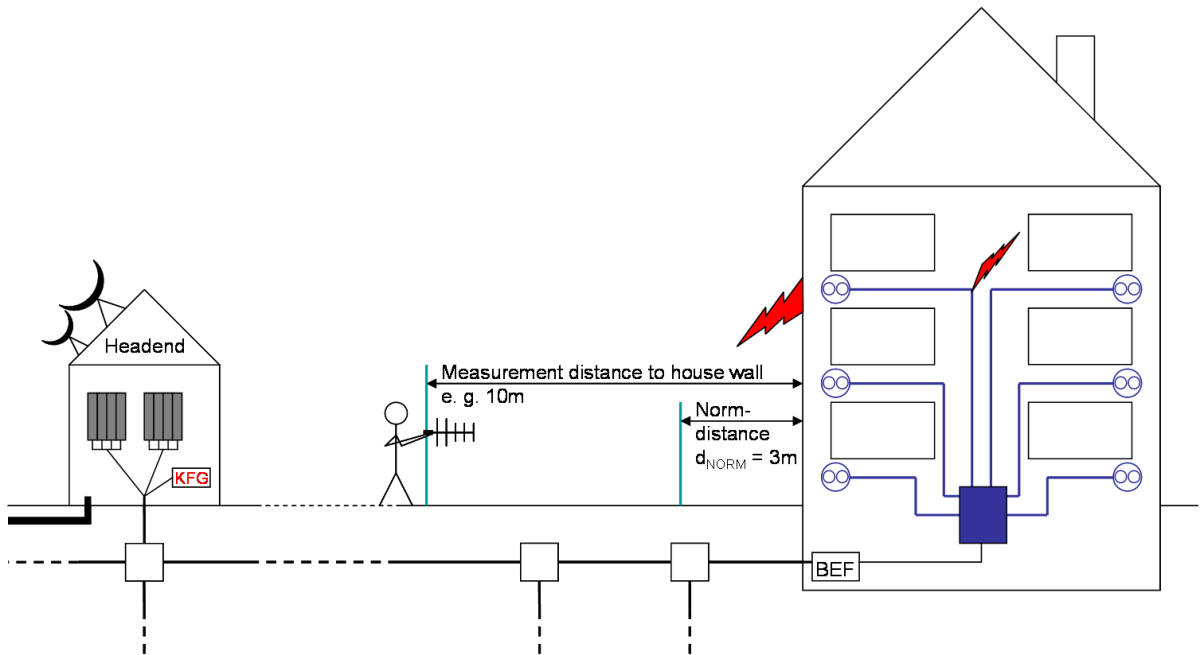 Headend
KFG
Measurement distance to house wall
e. g. 10m
Norm-
distance
dNORM = 3m
BEF